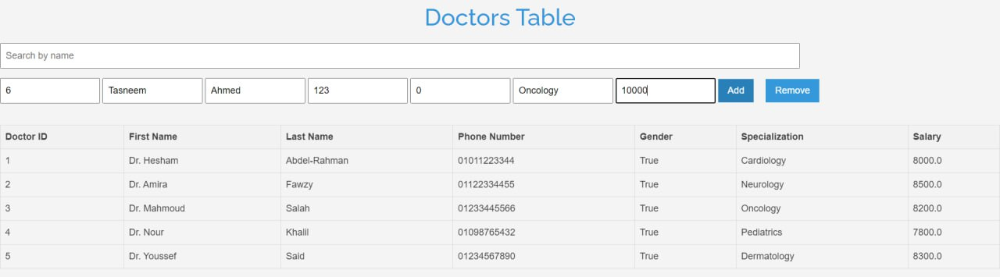 Doctors Table
Search by name
6 Tasneem Ahmed 123 0 Oncology 10000 Add Remove
Doctor ID First Name Last Name Phone Number Gender Specialization Salary
1 Dr. Hesham Abdel-Rahman 01011223344 True Cardiology 8000.0
2 Dr. Amira Fawzy 01122334455 True Neurology 8500.0
3 Dr. Mahmoud Salah 01233445566 True Oncology 8200.0
4 Dr. Nour Khalil 01098765432 True Pediatrics 7800.0
5 Dr. Youssef Said 01234567890 True Dermatology 8300.0